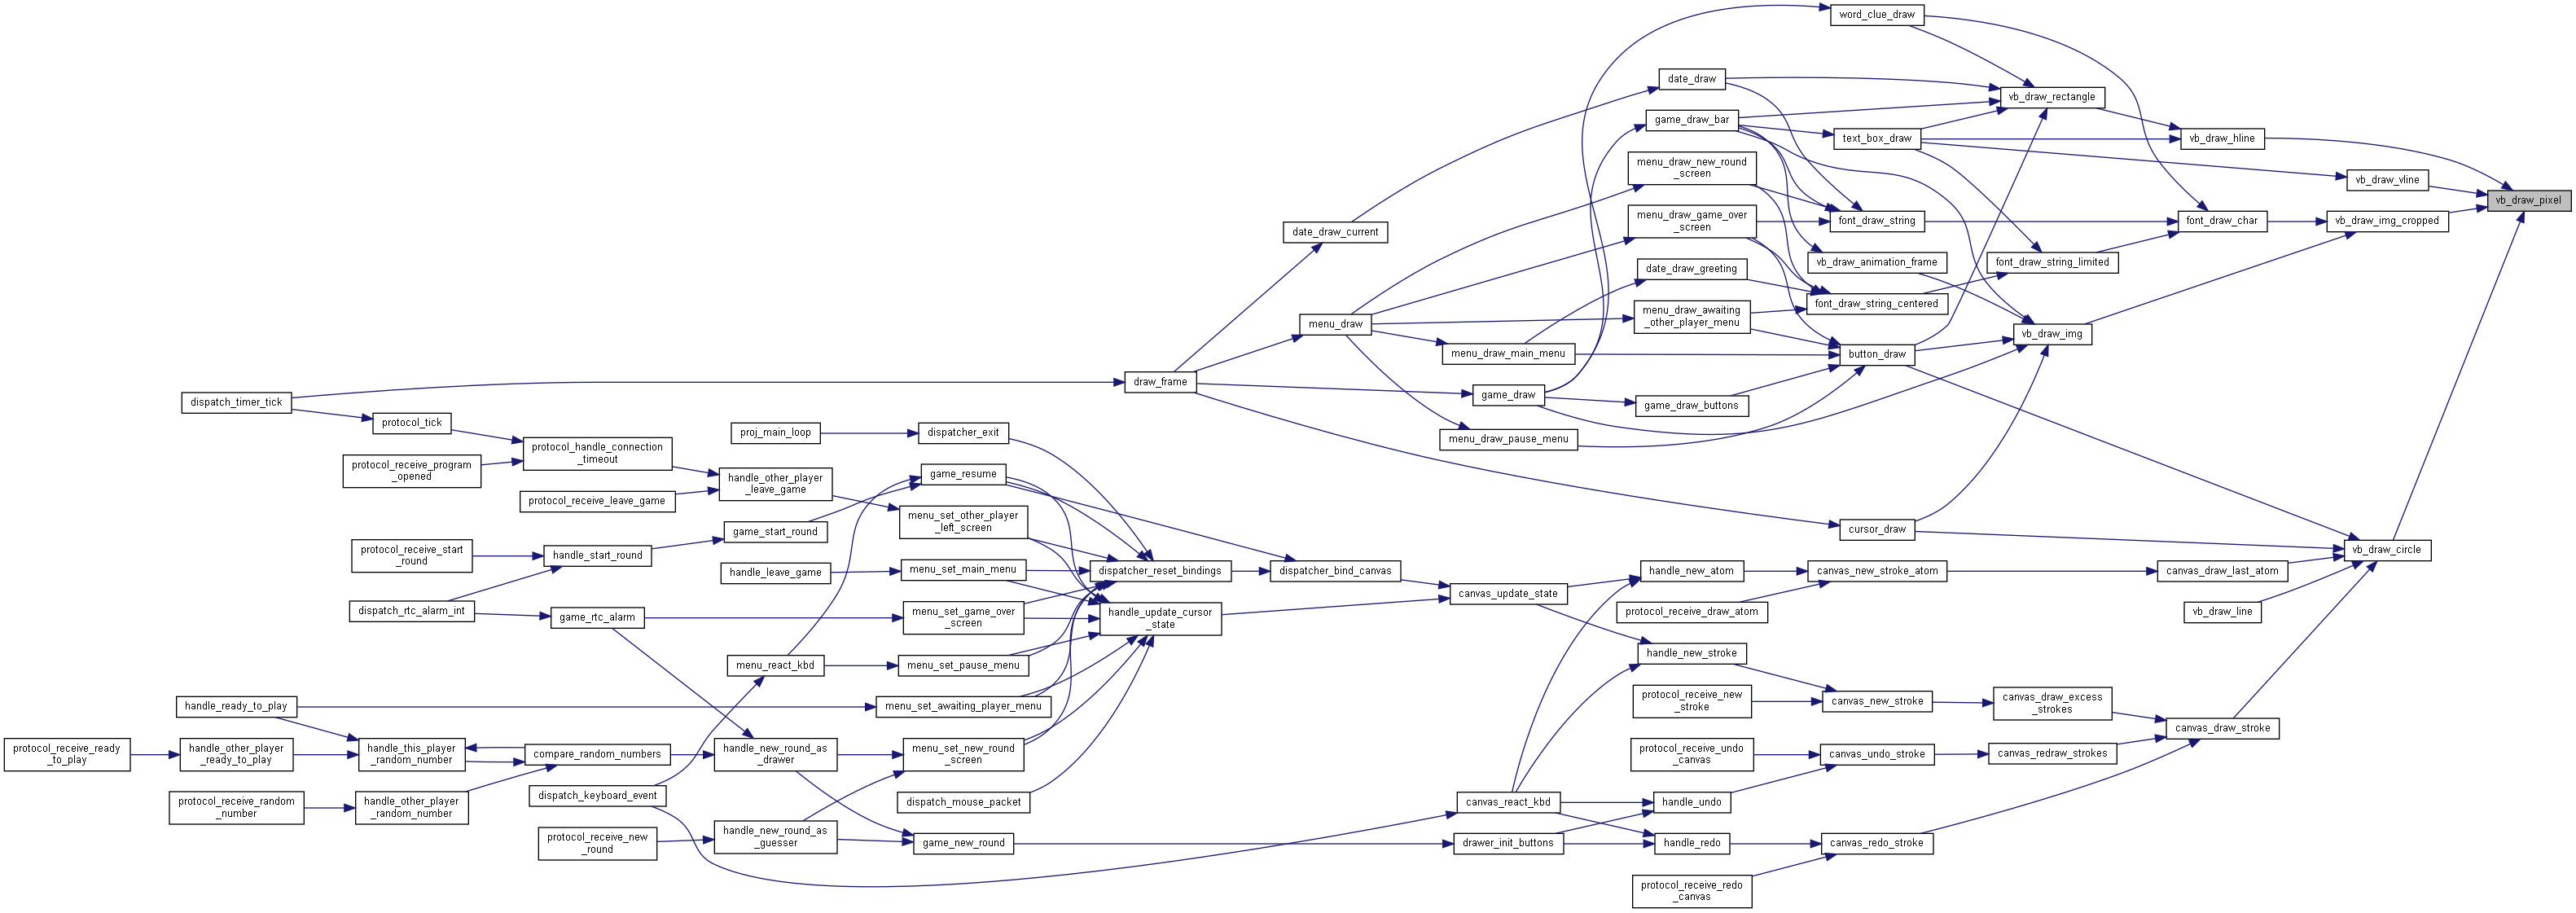 word_clue_draw
date_draw
vb_draw_rectangle
game_draw_bar
text_box_draw
vb_draw_hline
menu_draw_new_round
_screen
vb_draw_vline
vb_draw_pixel
menu_draw_game_over
_screen
font_draw_string
font_draw_char
vb_draw_img_cropped
date_draw_current
vb_draw_animation_frame
font_draw_string_limited
date_draw_greeting
font_draw_string_centered
menu_draw_awaiting
_other_player_menu
menu_draw
vb_draw_img
menu_draw_main_menu
button_draw
draw_frame
game_draw
game_draw_buttons
dispatch_timer_tick
protocol_tick
proj_main_loop
dispatcher_exit
menu_draw_pause_menu
protocol_handle_connection
_timeout
protocol_receive_program
_opened
handle_other_player
_leave_game
game_resume
protocol_receive_leave_game
menu_set_other_player
_left_screen
game_start_round
cursor_draw
protocol_receive_start
_round
handle_start_round
vb_draw_circle
handle_leave_game
menu_set_main_menu
dispatcher_reset_bindings
dispatcher_bind_canvas
handle_new_atom
canvas_new_stroke_atom
canvas_draw_last_atom
canvas_update_state
dispatch_rtc_alarm_int
game_rtc_alarm
menu_set_game_over
_screen
handle_update_cursor
_state
protocol_receive_draw_atom
vb_draw_line
menu_react_kbd
menu_set_pause_menu
handle_new_stroke
handle_ready_to_play
menu_set_awaiting_player_menu
protocol_receive_new
_stroke
canvas_new_stroke
canvas_draw_excess
_strokes
canvas_draw_stroke
protocol_receive_ready
_to_play
handle_other_player
_ready_to_play
handle_this_player
_random_number
compare_random_numbers
handle_new_round_as
_drawer
menu_set_new_round
_screen
protocol_receive_undo
_canvas
canvas_undo_stroke
canvas_redraw_strokes
protocol_receive_random
_number
handle_other_player
_random_number
dispatch_keyboard_event
dispatch_mouse_packet
canvas_react_kbd
handle_undo
protocol_receive_new
_round
handle_new_round_as
_guesser
game_new_round
drawer_init_buttons
handle_redo
canvas_redo_stroke
protocol_receive_redo
_canvas